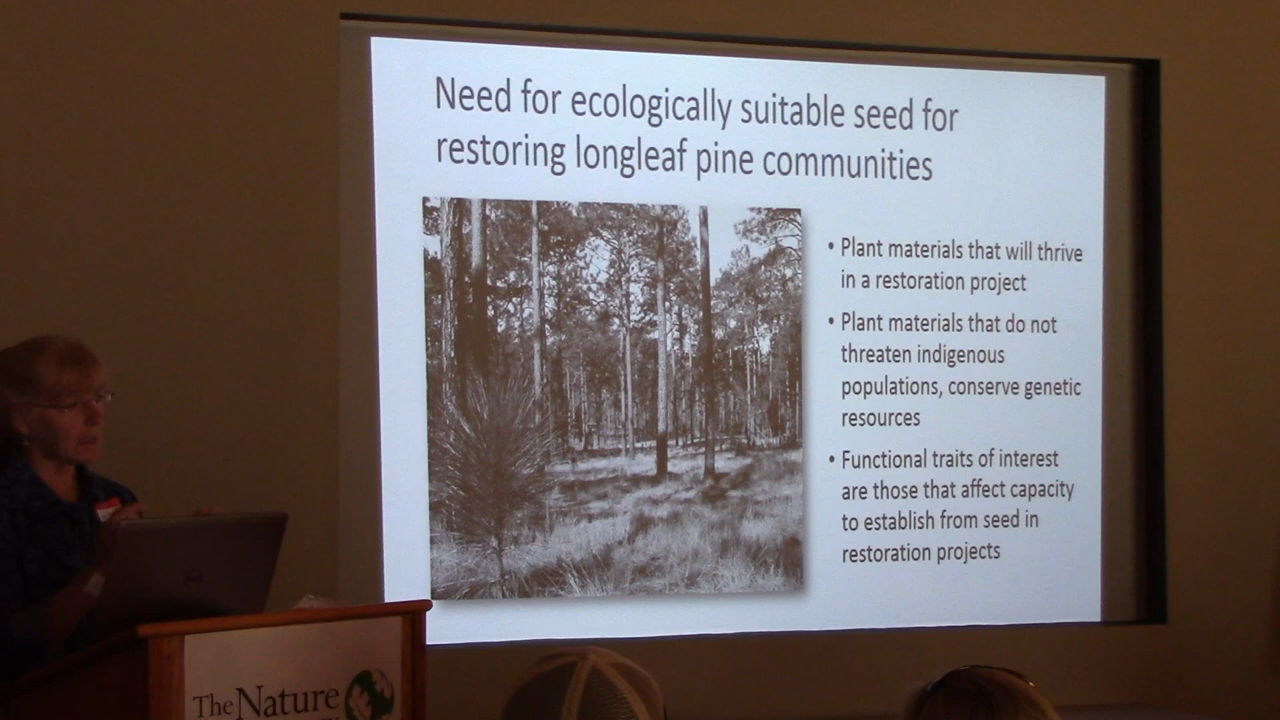 Need for ecologically suitable seed for
restoring longleaf pine communities
• Plant materials that will thrive
in a restoration project
• Plant materials that do not
threaten indigenous
populations, conserve genetic
resources
• Functional traits of interest
are those that affect capacity
to establish from seed in
restoration projects
The Nature